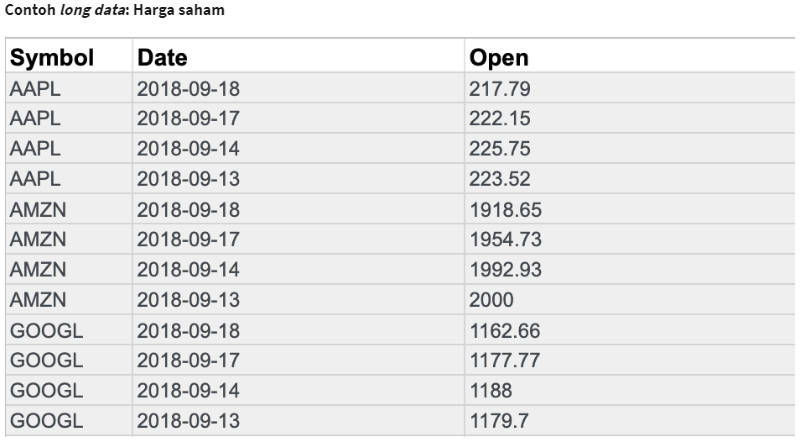 Contoh long data: Harga saham
Symbol Date Open
AAPL 2018-09-18 217.79
AAPL 2018-09-17 222.15
AAPL 2018-09-14 225.75
AAPL 2018-09-13 223.52
AMZN 2018-09-18 1918.65
AMZN 2018-09-17 1954.73
AMZN 2018-09-14 1992.93
AMZN 2018-09-13 2000
GOOGL 2018-09-18 1162.66
GOOGL 2018-09-17 1177.77
GOOGL 2018-09-14 1188
GOOGL 2018-09-13 1179.7